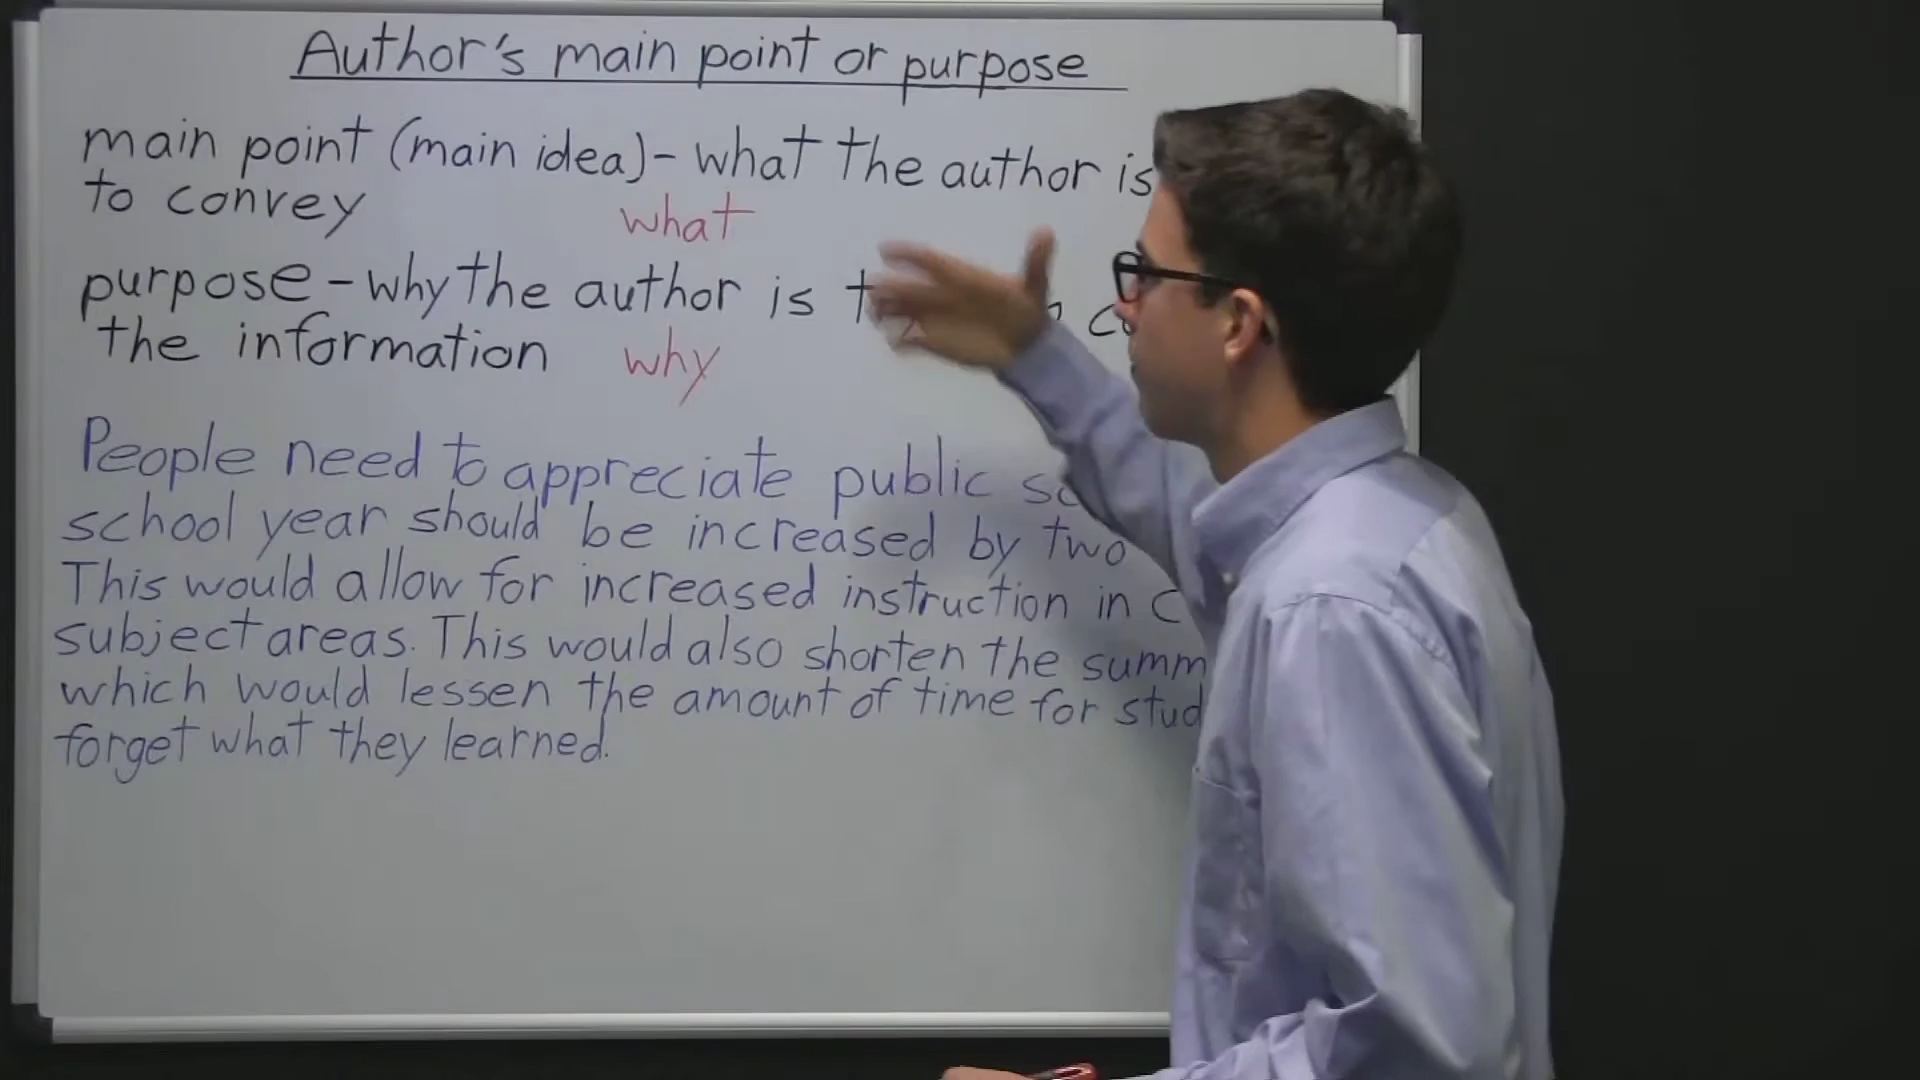 Author's main point or purpose
main point (main idea) - what the author is
to convey
what
purpose - why the author is
the information
why
People need to appreciate public
school year should be increased by two
This would allow for increased instruction in
subject areas. This would also shorten the
which would lessen the amount of time for
forget what they learned.